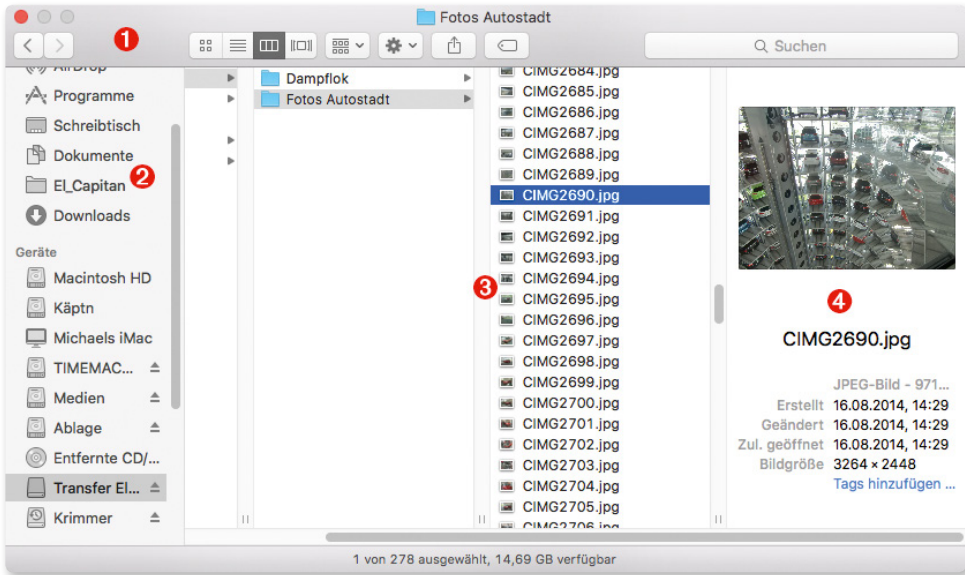 Fotos Autostadt
1
Suchen
AirDrop
Programme
Schreibtisch
Dokumente
El_Capitan
2
Downloads
Geräte
Macintosh HD
Käptn
Michaels iMac
TIMEMAC...
Medien
Ablage
Entfernte CD/...
Transfer El...
Krimmer
Dampflok
Fotos Autostadt
CIMG2684.jpg
CIMG2685.jpg
CIMG2686.jpg
CIMG2687.jpg
CIMG2688.jpg
CIMG2689.jpg
CIMG2690.jpg
CIMG2691.jpg
CIMG2692.jpg
CIMG2693.jpg
3
CIMG2694.jpg
CIMG2695.jpg
CIMG2696.jpg
CIMG2697.jpg
CIMG2698.jpg
CIMG2699.jpg
CIMG2700.jpg
CIMG2701.jpg
CIMG2702.jpg
CIMG2703.jpg
CIMG2704.jpg
CIMG2705.jpg
CIMG2706.jpg
4
CIMG2690.jpg
JPEG-Bild - 971...
Erstellt 16.08.2014, 14:29
Geändert 16.08.2014, 14:29
Zul. geöffnet 16.08.2014, 14:29
Bildgröße 3264 × 2448
Tags hinzufügen ...
1 von 278 ausgewählt, 14,69 GB verfügbar